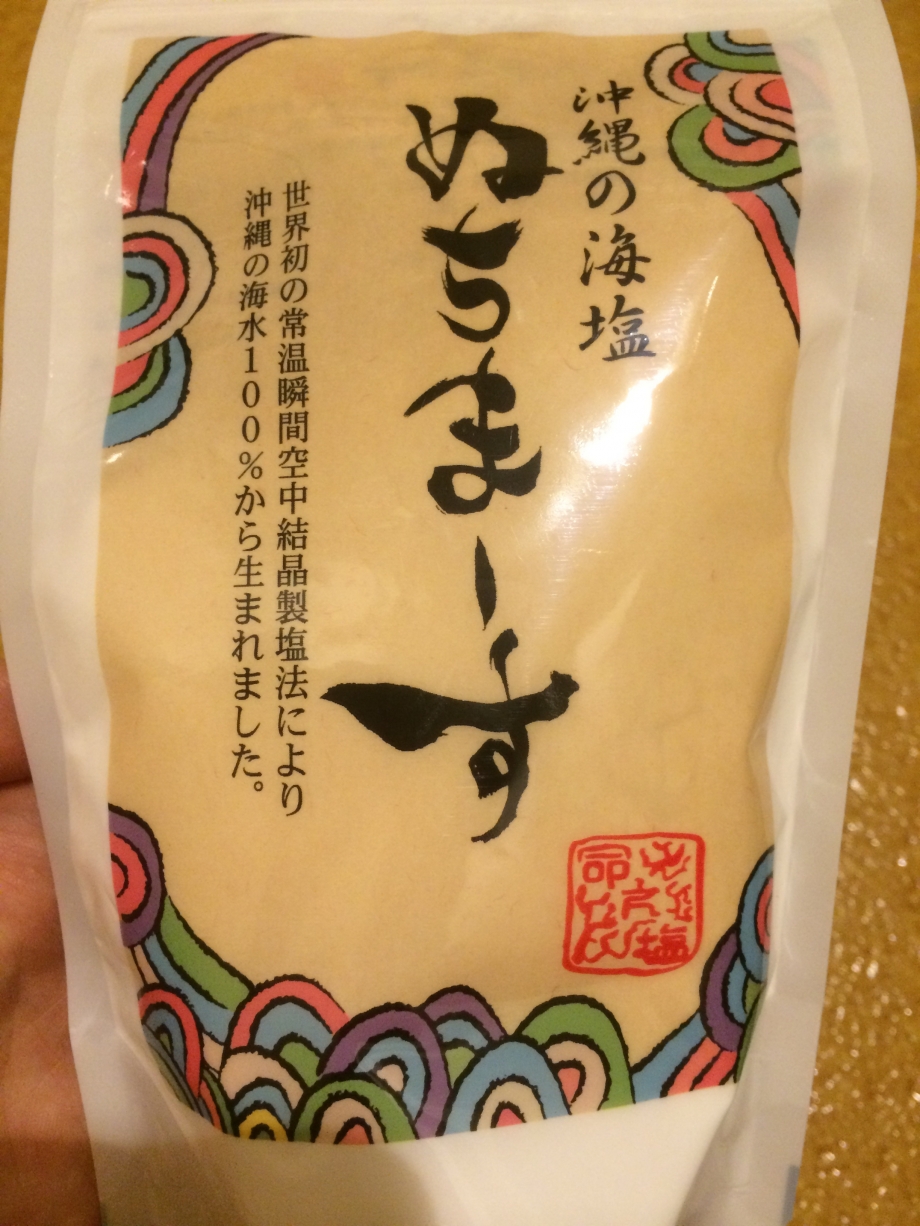 沖縄の海塩
ぬちまーす
世界初の常温瞬間空中結晶製塩法により
沖縄の海水100%から生まれました。